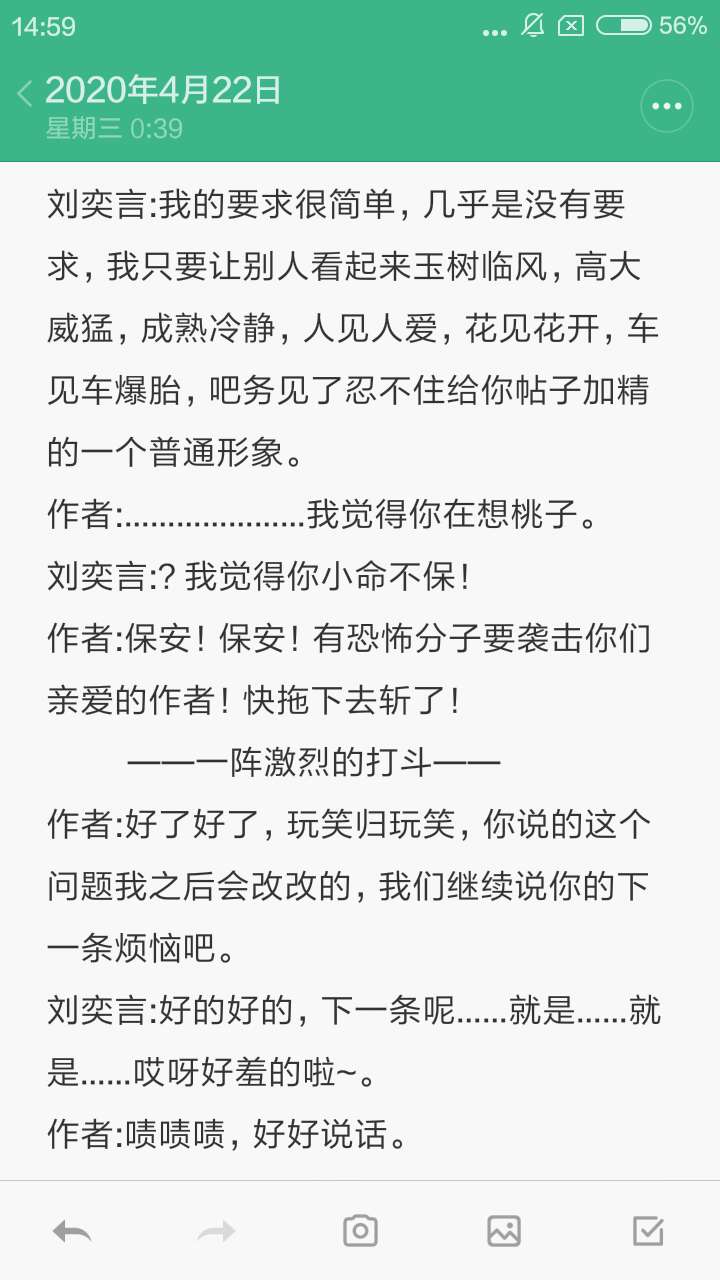 14:59
56%
2020年4月22日
星期三 0:39
刘奕言:我的要求很简单，几乎是没有要
求，我只要让别人看起来玉树临风，高大
威猛，成熟冷静，人见人爱，花见花开，车
见车爆胎，吧务见了忍不住给你帖子加精
的一个普通形象。
作者:.....................我觉得你在想桃子。
刘奕言:？我觉得你小命不保！
作者:保安！保安！有恐怖分子要袭击你们
亲爱的作者！快拖下去斩了！
——一阵激烈的打斗——
作者:好了好了，玩笑归玩笑，你说的这个
问题我之后会改改的，我们继续说你的下
一条烦恼吧。
刘奕言:好的好的，下一条呢......就是......就
是......哎呀好羞的啦~。
作者:啧啧啧，好好说话。